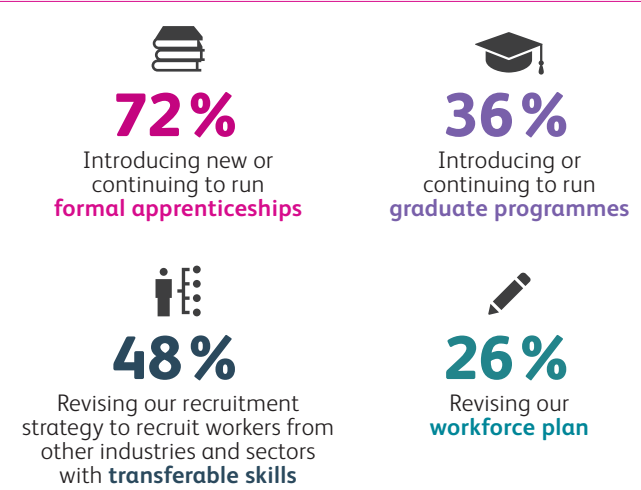 72%
Introducing new or
continuing to run
formal apprenticeships
36%
Introducing or
continuing to run
graduate programmes
48%
Revising our recruitment
strategy to recruit workers from
other industries and sectors
with transferable skills
26%
Revising our
workforce plan